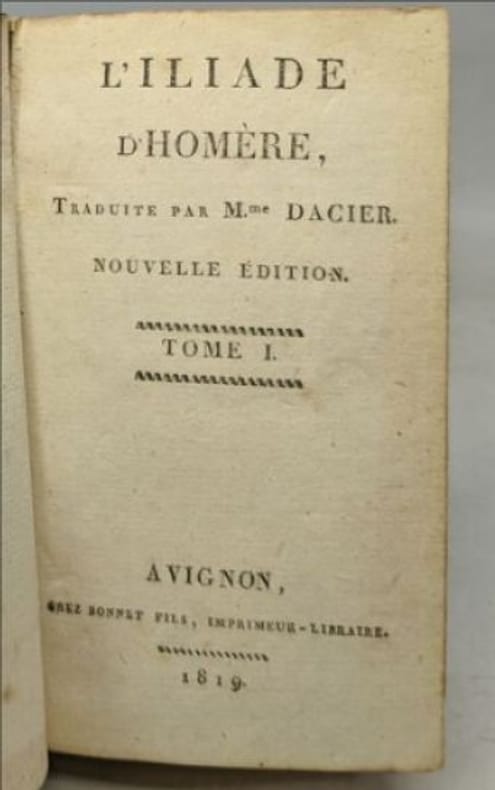 L'ILIADE
D'HOMÈRE,
TRADUITE PAR M.me DACIER.
NOUVELLE ÉDITION.
TOME I.
AVIGNON,
CHEZ BONNET FILS, IMPRIMEUR-LIBRAIRE.
1819.